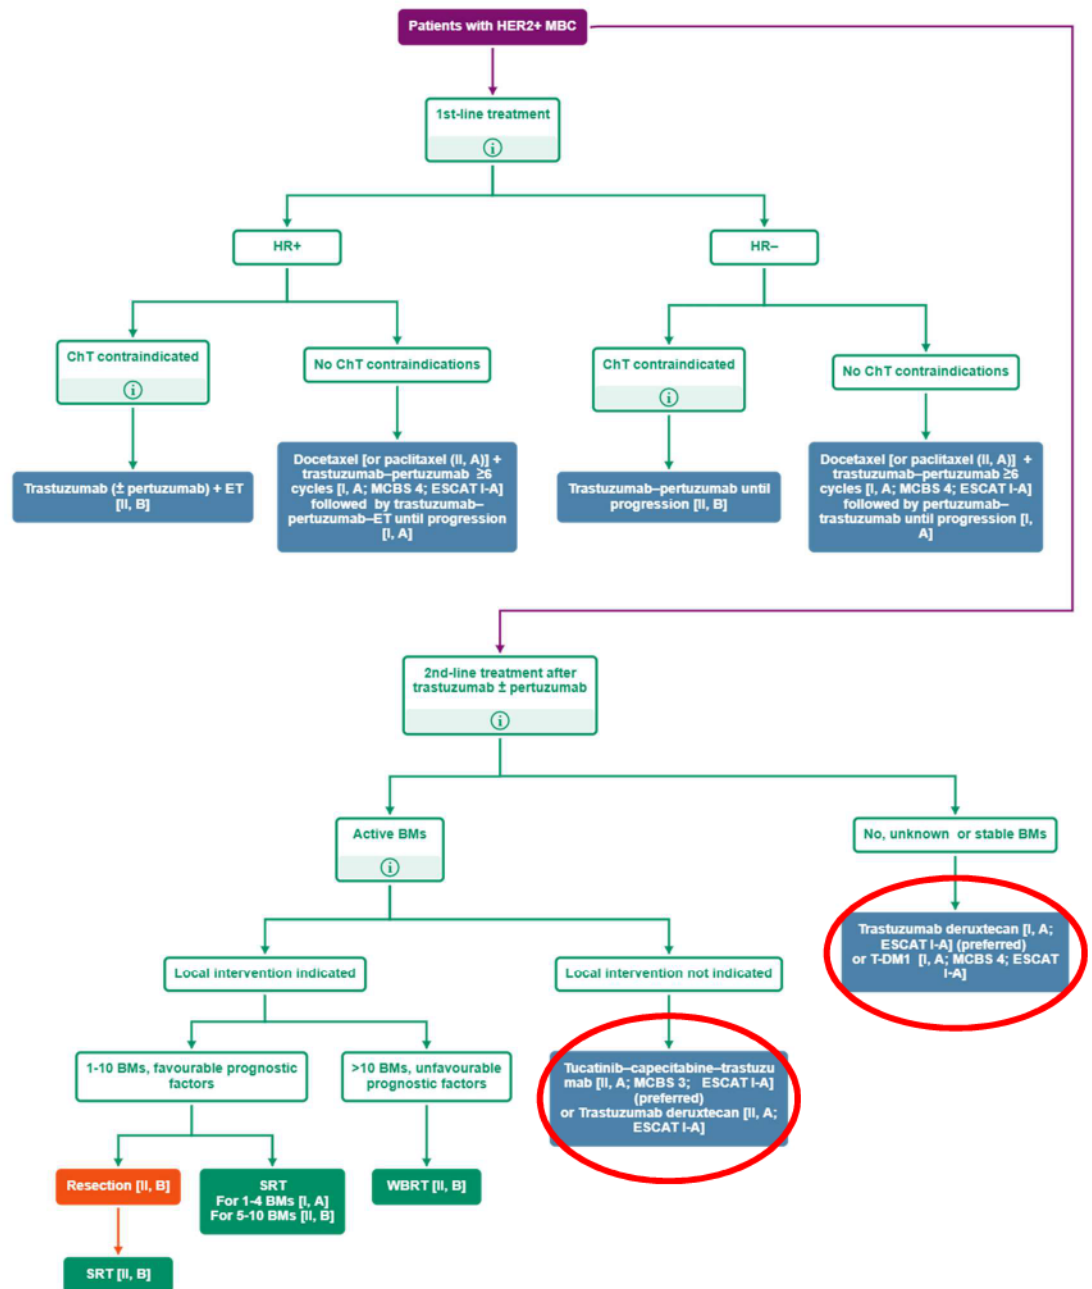 Patients with HER2+ MBC
1st-line treatment
i
HR+
HR–
ChT contraindicated
i
No ChT contraindications
ChT contraindicated
i
No ChT contraindications
Trastuzumab (± pertuzumab) + ET
[II, B]
Docetaxel [or paclitaxel (II, A)] +
trastuzumab–pertuzumab ≥6
cycles [I, A; MCBS 4; ESCAT I-A]
followed by trastuzumab–
pertuzumab–ET until progression
[I, A]
Trastuzumab–pertuzumab until
progression [II, B]
Docetaxel [or paclitaxel (II, A)] +
trastuzumab–pertuzumab ≥6
cycles [I, A; MCBS 4; ESCAT I-A]
followed by pertuzumab–
trastuzumab until progression [I,
A]
2nd-line treatment after
trastuzumab ± pertuzumab
i
Active BMs
i
No, unknown or stable BMs
Trastuzumab deruxtecan [I, A;
ESCAT I-A] (preferred)
or T-DM1 [I, A; MCBS 4; ESCAT
I-A]
Local intervention indicated
Local intervention not indicated
1-10 BMs, favourable prognostic
factors
>10 BMs, unfavourable
prognostic factors
Tucatinib–capecitabine–trastuzu
mab [II, A; MCBS 3; ESCAT I-A]
(preferred)
or Trastuzumab deruxtecan [II, A;
ESCAT I-A]
Resection [II, B]
SRT
For 1-4 BMs [I, A]
For 5-10 BMs [II, B]
WBRT [II, B]
SRT [II, B]